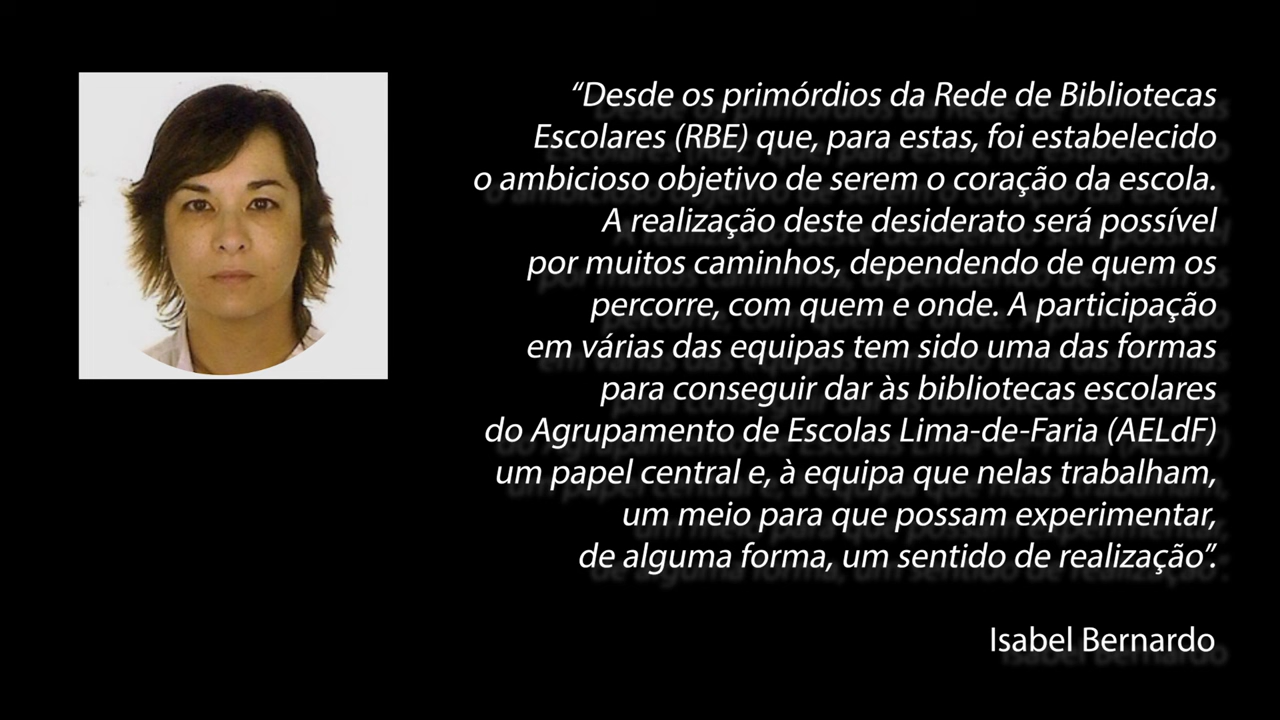 “Desde os primórdios da Rede de Bibliotecas
Escolares (RBE) que, para estas, foi estabelecido
o ambicioso objetivo de serem o coração da escola.
A realização deste desiderato será possível
por muitos caminhos, dependendo de quem os
percorre, com quem e onde. A participação
em várias das equipas tem sido uma das formas
para conseguir dar às bibliotecas escolares
do Agrupamento de Escolas Lima-de-Faria (AELdF)
um papel central e, à equipa que nelas trabalham,
um meio para que possam experimentar,
de alguma forma, um sentido de realização”.
Isabel Bernardo